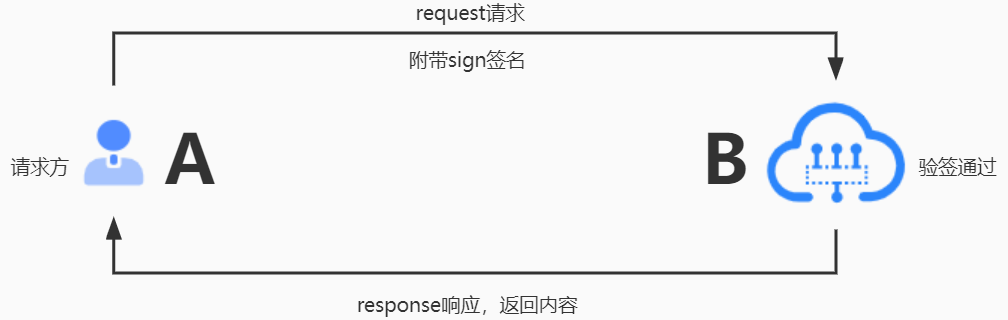 request请求
附带sign签名
请求方
A
B
验签通过
response响应，返回内容